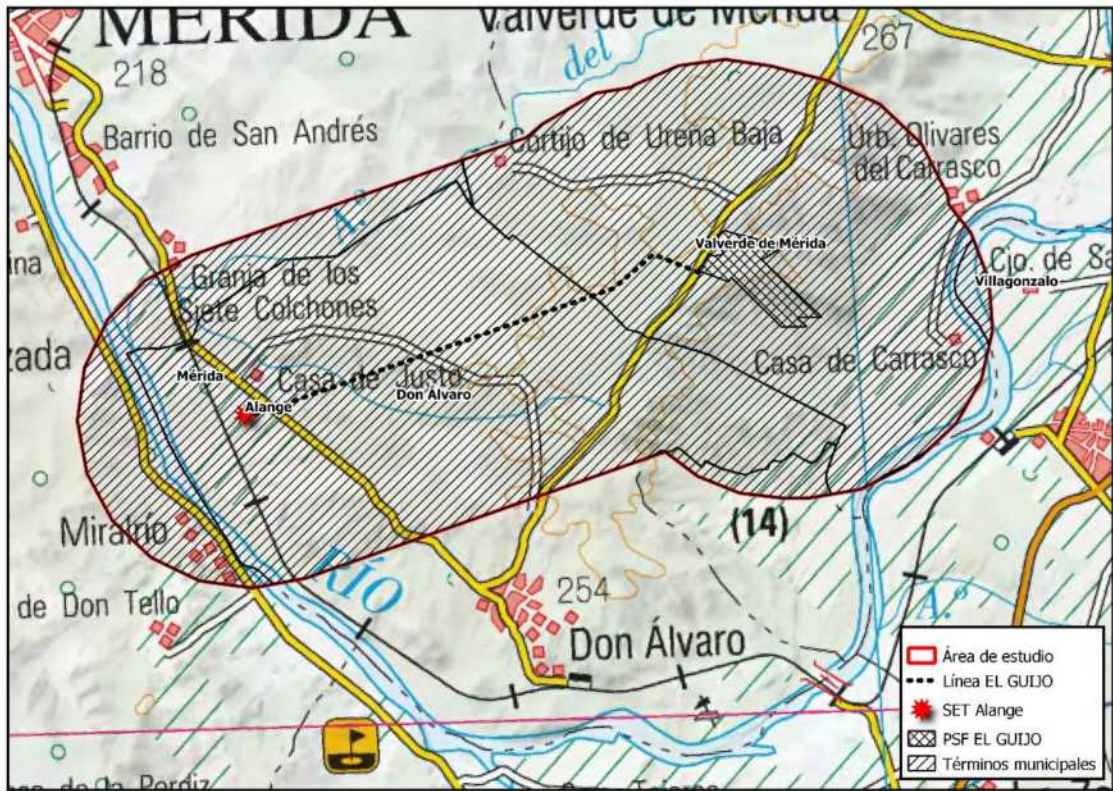 MÉRIDA
Valverde de Mérida
218
del
267
Barrio de San Andrés
Cortijo de Ureña Baja
Urb. Olivares
del Carrasco
A.º
Valverde de Mérida
ina
Granja de los
Siete Colchones
Cjo. de Sa
Villagonzalo
zada
Mérida
Casa de Justo
Don Álvaro
Casa de Carrasco
Alange
Miralrío
(14)
RÍO
de Don Tello
254
A.º
Don Álvaro
Área de estudio
Línea EL GUIJO
SET Alange
PSF EL GUIJO
Términos municipales